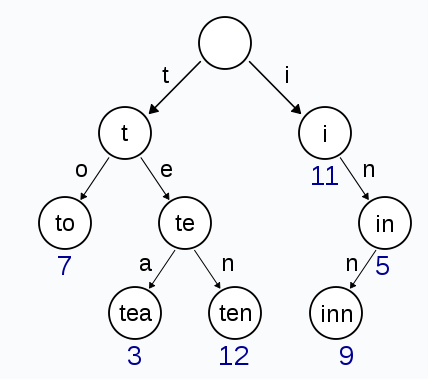 t i
t i
11
o e n
to te in
7 5
a n n
tea ten inn
3 12 9